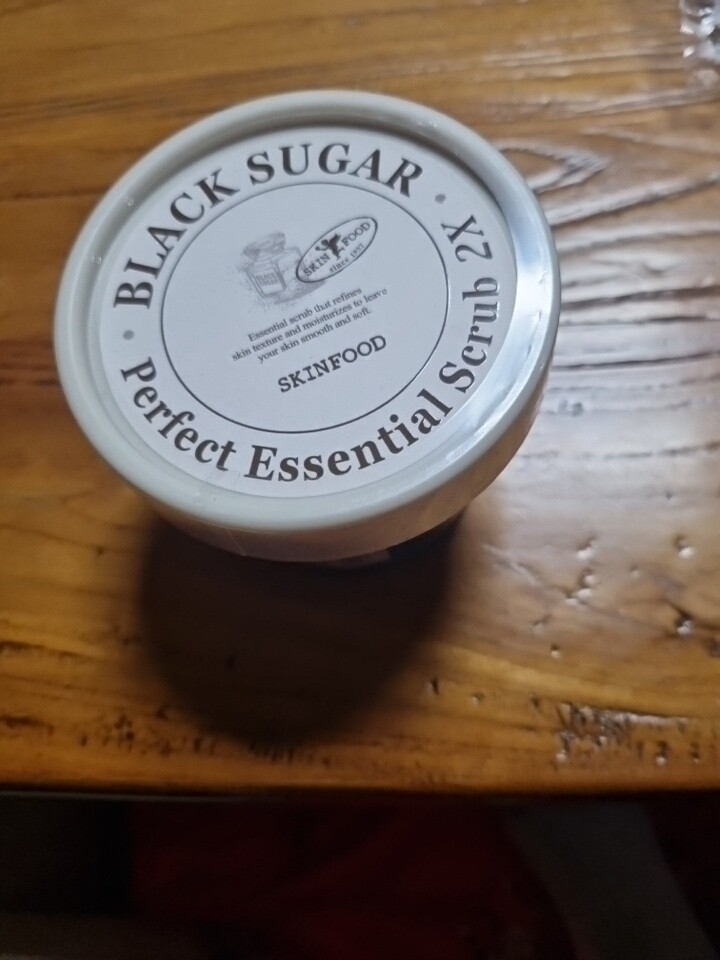 BLACK SUGAR
Perfect Essential Scrub 2X
SKIN FOOD
since 1957
Essential scrub that refines
skin texture and moisturizes to leave
your skin smooth and soft.
SKINFOOD